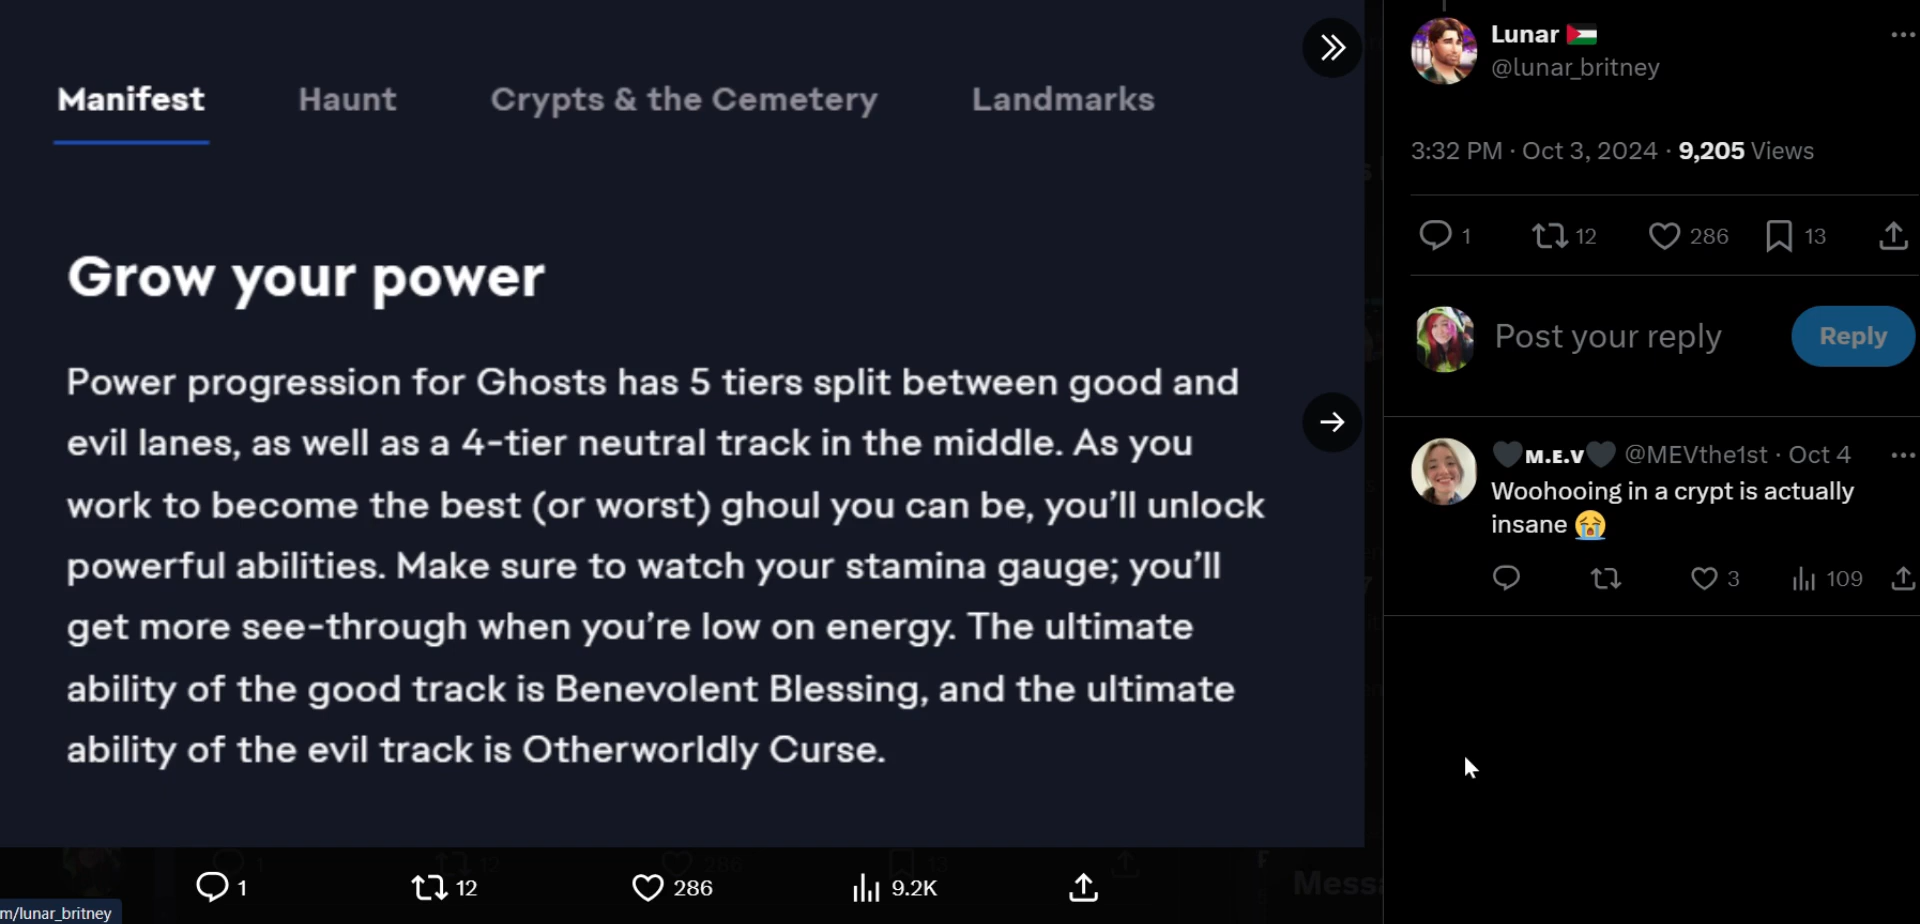 Manifest Haunt Crypts & the Cemetery Landmarks
Grow your power
Power progression for Ghosts has 5 tiers split between good and
evil lanes, as well as a 4-tier neutral track in the middle. As you
work to become the best (or worst) ghoul you can be, you’ll unlock
powerful abilities. Make sure to watch your stamina gauge; you’ll
get more see-through when you’re low on energy. The ultimate
ability of the good track is Benevolent Blessing, and the ultimate
ability of the evil track is Otherworldly Curse.
1 12 286 9.2K
m/lunar_britney
Lunar 🇵🇸
@lunar_britney
3:32 PM · Oct 3, 2024 · 9,205 Views
1 12 286 13
Post your reply Reply
🖤M.E.V🖤 @MEVthe1st · Oct 4
Woohooing in a crypt is actually
insane 😭
3 109